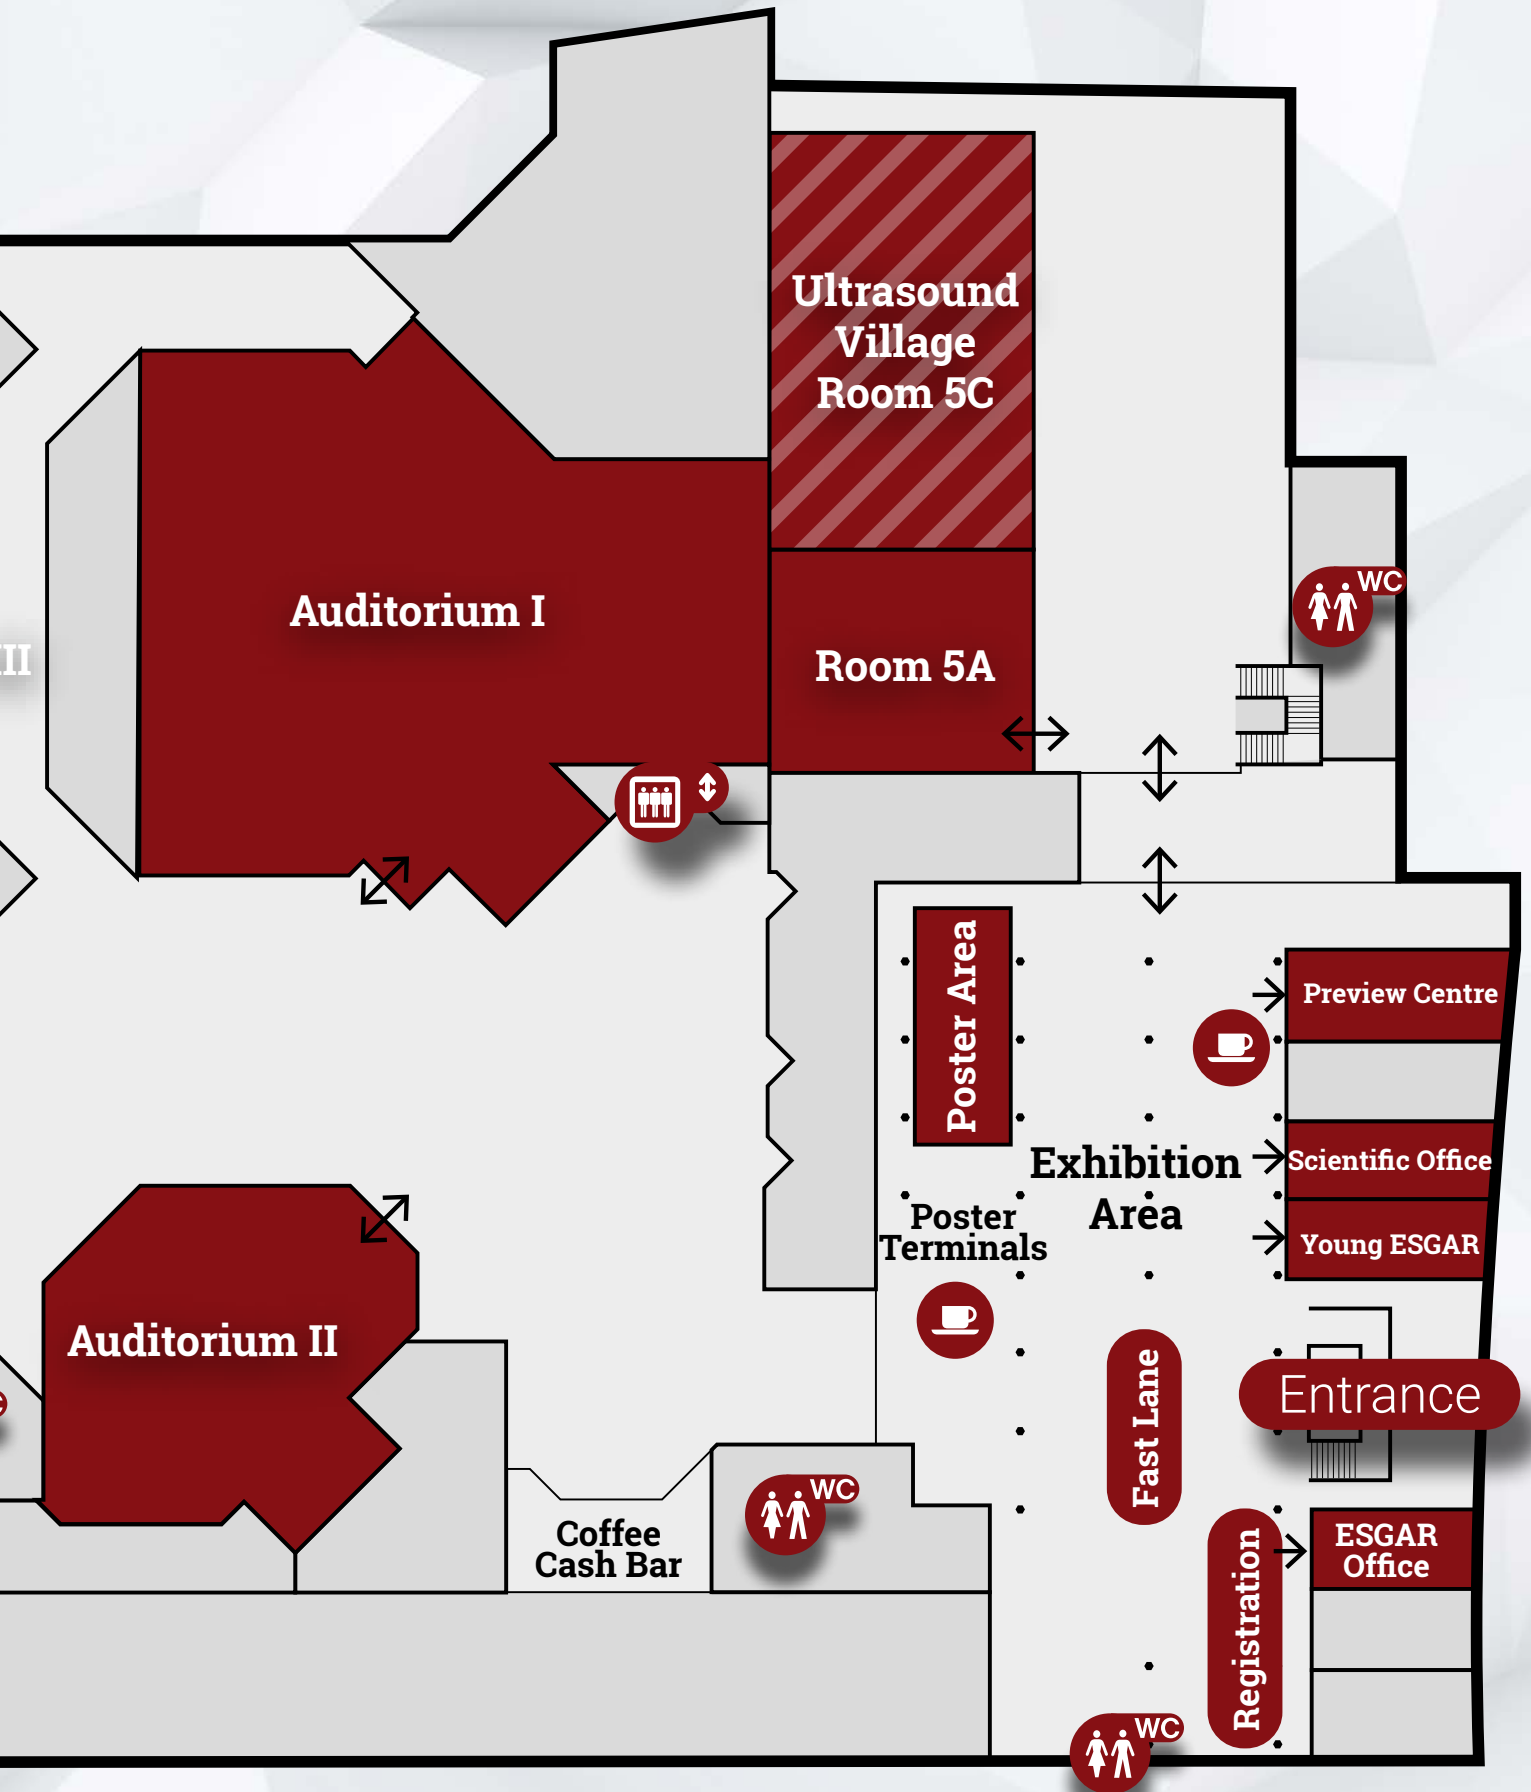 Ultrasound
Village
Room 5C
WC
Auditorium I
III
Room 5A
Poster Area
Preview Centre
Exhibition
Area
Scientific Office
Poster
Terminals
Young ESGAR
Auditorium II
Fast Lane
Entrance
WC
Coffee
Cash Bar
Registration
ESGAR
Office
WC